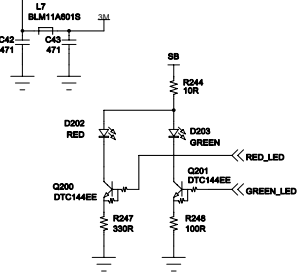 L7
BLM11A601S
3M
C42
471
C43
471
SB
R244
10R
D202
RED
D203
GREEN
RED_LED
Q200
DTC144EE
Q201
DTC144EE
GREEN_LED
R247
330R
R246
100R